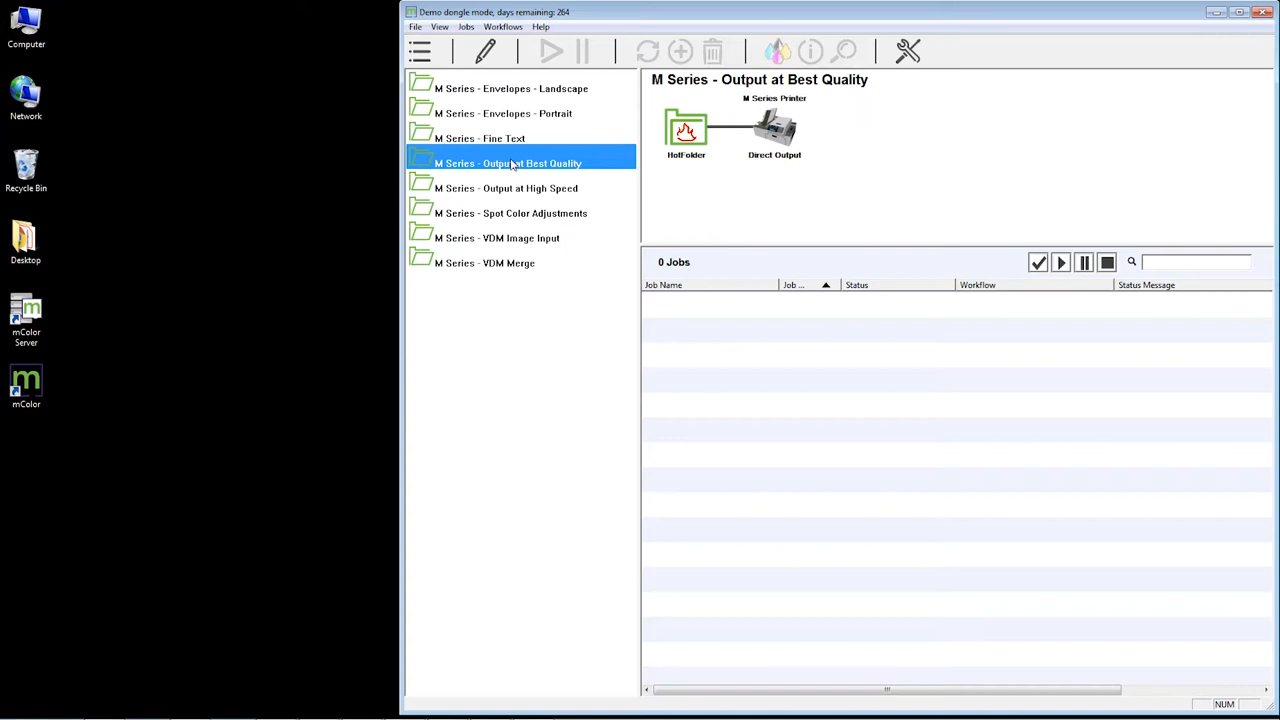 Computer
Network
Recycle Bin
Desktop
mColor
Server
mColor
Demo dongle mode, days remaining: 264
File View Jobs Workflows Help
M Series - Envelopes - Landscape
M Series - Envelopes - Portrait
M Series - Fine Text
M Series - Output at Best Quality
M Series - Output at High Speed
M Series - Spot Color Adjustments
M Series - VDM Image Input
M Series - VDM Merge
M Series - Output at Best Quality
M Series Printer
HotFolder Direct Output
0 Jobs
Job Name Job ... Status Workflow Status Message
NUM